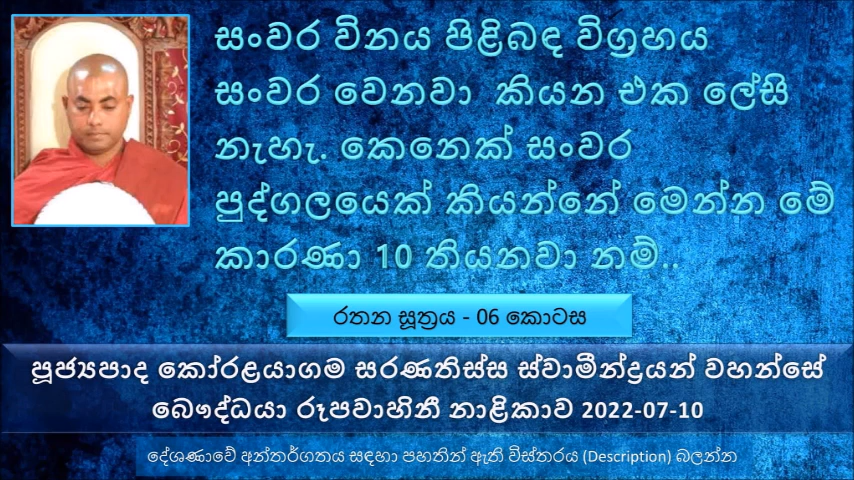 සංවර විනය පිළිබඳ විග්‍රහය
සංවර වෙනවා කියන එක ලේසි
නැහැ. කෙනෙක් සංවර
පුද්ගලයෙක් කියන්නේ මෙන්න මේ
කාරණා 10 තියනවා නම්..
රතන සූත්‍රය - 06 කොටස
පූජ්‍යපාද කෝරළයාගම සරණතිස්ස ස්වාමීන්ද්‍රයන් වහන්සේ
බෞද්ධයා රූපවාහිනී නාළිකාව 2022-07-10
දේශණාවේ අන්තර්ගතය සඳහා පහතින් ඇති විස්තරය (Description) බලන්න